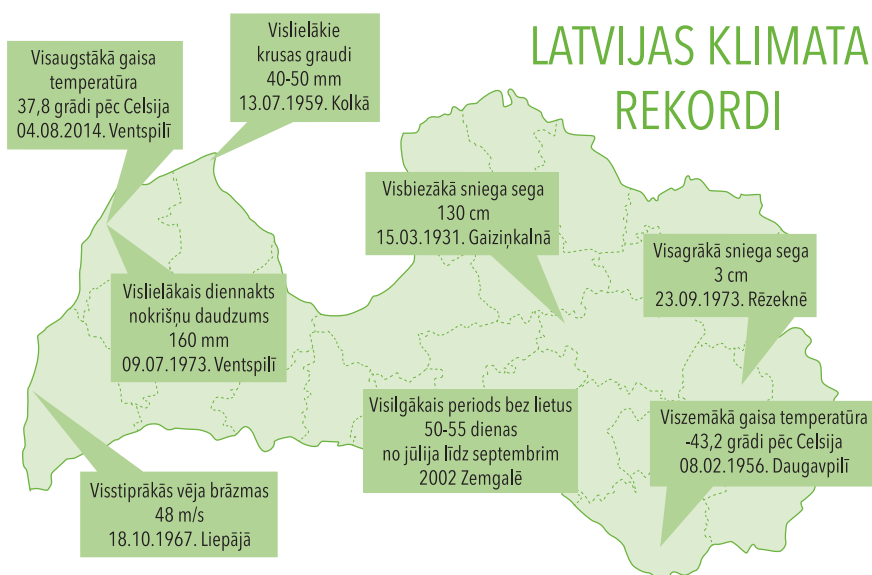 LATVIJAS KLIMATA
REKORDI
Visaugstākā gaisa
temperatūra
37,8 grādi pēc Celsija
04.08.2014. Ventspilī
Vislielākie
krusas graudi
40-50 mm
13.07.1959. Kolkā
Visbiezākā sniega sega
130 cm
15.03.1931. Gaiziņkalnā
Visagrākā sniega sega
3 cm
23.09.1973. Rēzeknē
Vislielākais diennakts
nokrišņu daudzums
160 mm
09.07.1973. Ventspilī
Visilgākais periods bez lietus
50-55 dienas
no jūlija līdz septembrim
2002 Zemgalē
Viszemākā gaisa temperatūra
-43,2 grādi pēc Celsija
08.02.1956. Daugavpilī
Visstiprākās vēja brāzmas
48 m/s
18.10.1967. Liepājā